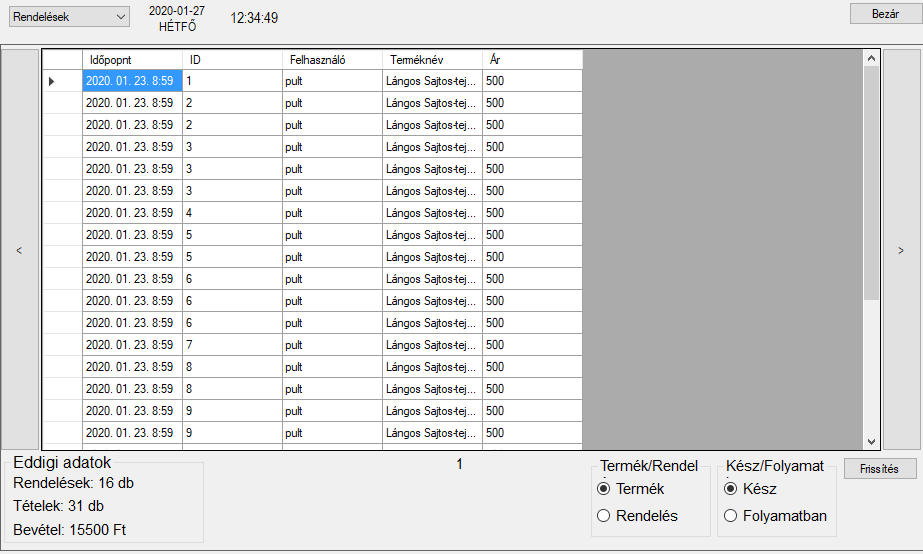 Rendelések 2020-01-27 12:34:49 Bezár
HÉTFŐ
Időpopnt ID Felhasználó Terméknév Ár
2020. 01. 23. 8:59 1 pult Lángos Sajtos-tej... 500
2020. 01. 23. 8:59 2 pult Lángos Sajtos-tej... 500
2020. 01. 23. 8:59 2 pult Lángos Sajtos-tej... 500
2020. 01. 23. 8:59 3 pult Lángos Sajtos-tej... 500
2020. 01. 23. 8:59 3 pult Lángos Sajtos-tej... 500
2020. 01. 23. 8:59 3 pult Lángos Sajtos-tej... 500
2020. 01. 23. 8:59 4 pult Lángos Sajtos-tej... 500
2020. 01. 23. 8:59 5 pult Lángos Sajtos-tej... 500
2020. 01. 23. 8:59 5 pult Lángos Sajtos-tej... 500
2020. 01. 23. 8:59 6 pult Lángos Sajtos-tej... 500
2020. 01. 23. 8:59 6 pult Lángos Sajtos-tej... 500
2020. 01. 23. 8:59 6 pult Lángos Sajtos-tej... 500
2020. 01. 23. 8:59 7 pult Lángos Sajtos-tej... 500
2020. 01. 23. 8:59 8 pult Lángos Sajtos-tej... 500
2020. 01. 23. 8:59 8 pult Lángos Sajtos-tej... 500
2020. 01. 23. 8:59 9 pult Lángos Sajtos-tej... 500
2020. 01. 23. 8:59 9 pult Lángos Sajtos-tej... 500
< >
Eddigi adatok
Rendelések: 16 db
Tételek: 31 db
Bevétel: 15500 Ft
1
Termék/Rendel
Termék
Rendelés
Kész/Folyamat
Kész
Folyamatban
Frissítés